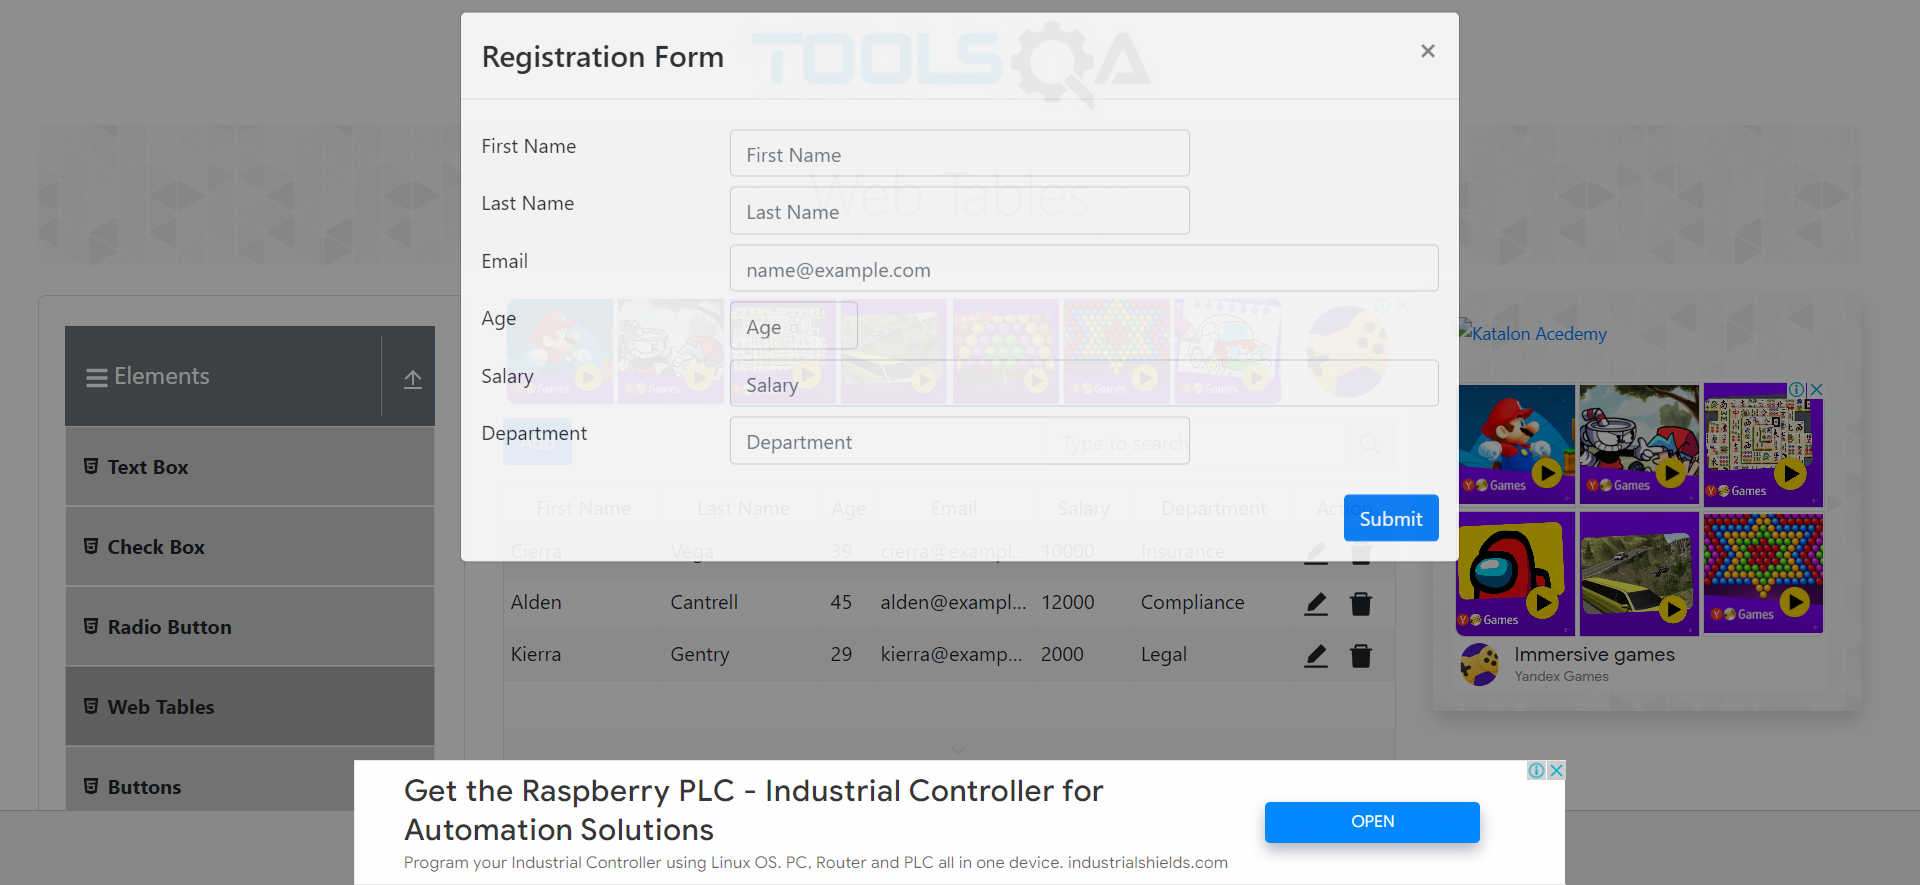 TOOLSQA
Registration Form
×
First Name
First Name
Web Tables
Last Name
Last Name
Email
name@example.com
Age
Age
Salary
Salary
Department
Department
Add
Type to search
Submit
First Name Last Name Age Email Salary Department Action
Cierra Vega 39 cierra@exampl... 10000 Insurance
Alden Cantrell 45 alden@exampl... 12000 Compliance
Kierra Gentry 29 kierra@examp... 2000 Legal
Elements
Text Box
Check Box
Radio Button
Web Tables
Buttons
Katalon Acedemy
Games
Games
Games
Games
Games
Immersive games
Yandex Games
Get the Raspberry PLC - Industrial Controller for
Automation Solutions
Program your Industrial Controller using Linux OS. PC, Router and PLC all in one device. industrialshields.com
OPEN